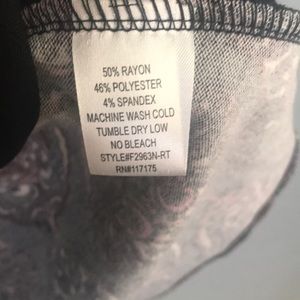 50% RAYON
46% POLYESTER
4% SPANDEX
MACHINE WASH COLD
TUMBLE DRY LOW
NO BLEACH
STYLE#F2963N-RT
RN#117175